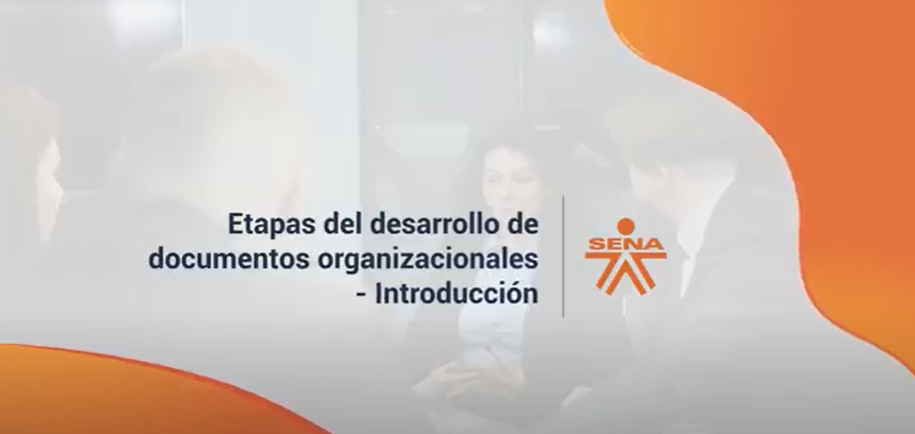 Etapas del desarrollo de
documentos organizacionales
- Introducción
SENA